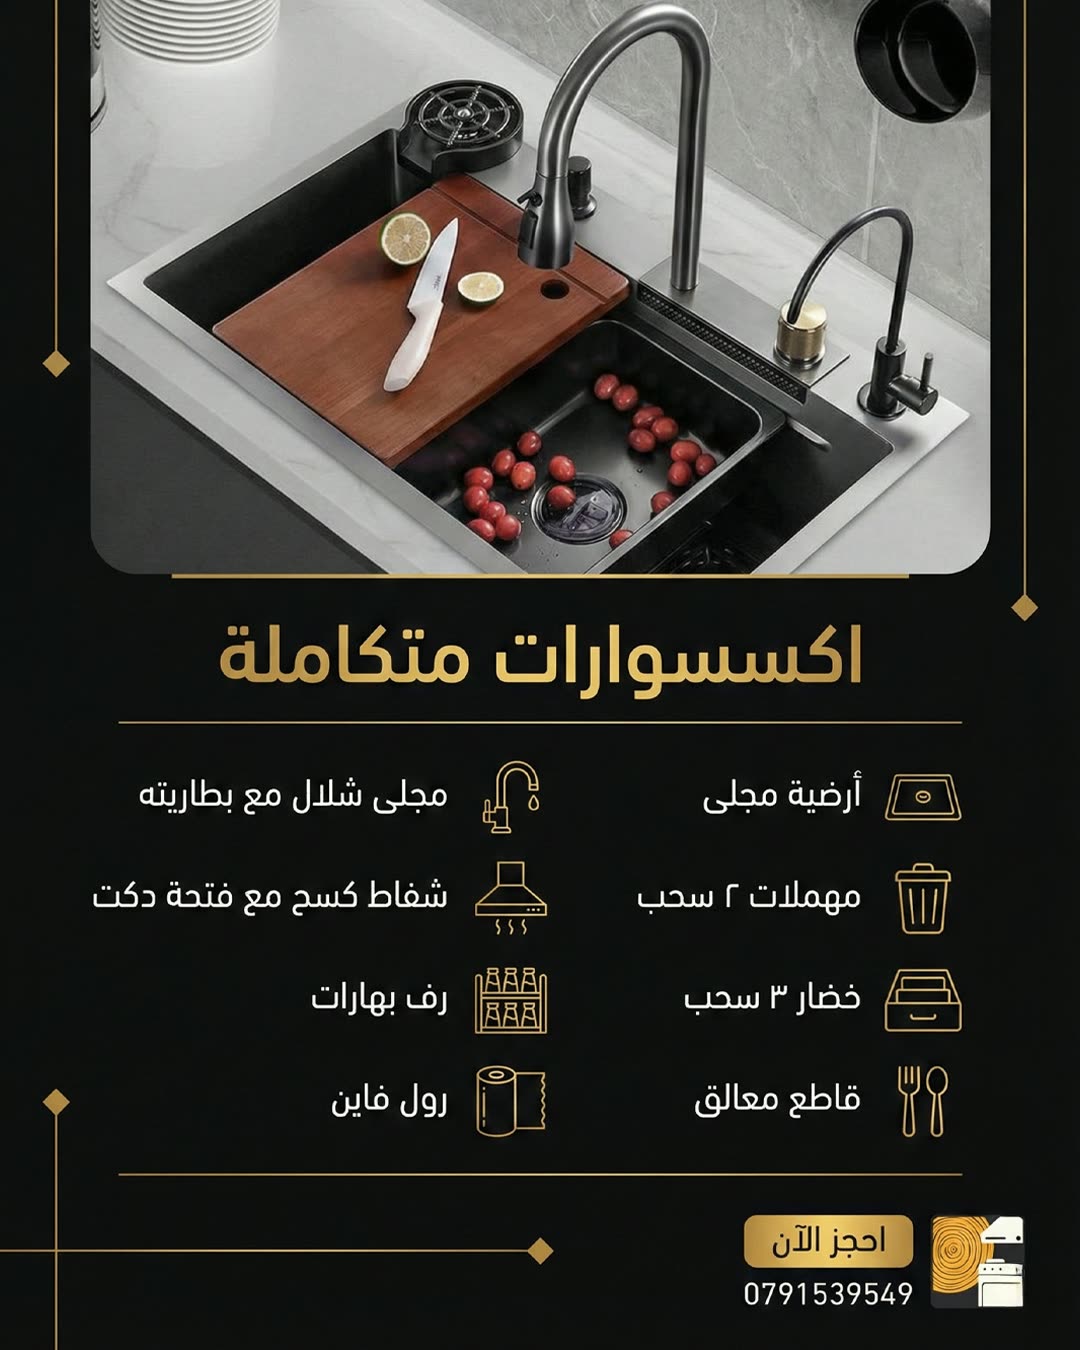 اكسسوارات متكاملة
أرضية مجلى
مجلى شلال مع بطاريته
مهملات ٢ سحب
شفاط كسح مع فتحة دكت
خضار ٣ سحب
رف بهارات
قاطع معالق
رول فاين
احجز الآن
0791539549